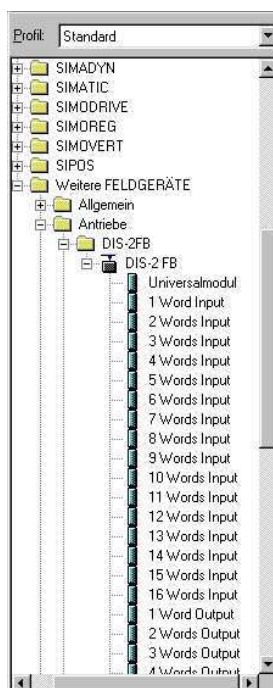 Profil: Standard
SIMADYN
SIMATIC
SIMODRIVE
SIMOREG
SIMOVERT
SIPOS
Weitere FELDGERÄTE
Allgemein
Antriebe
DIS-2FB
DIS-2 FB
Universalmodul
1 Word Input
2 Words Input
3 Words Input
4 Words Input
5 Words Input
6 Words Input
7 Words Input
8 Words Input
9 Words Input
10 Words Input
11 Words Input
12 Words Input
13 Words Input
14 Words Input
15 Words Input
16 Words Input
1 Word Output
2 Words Output
3 Words Output
4 Words Output